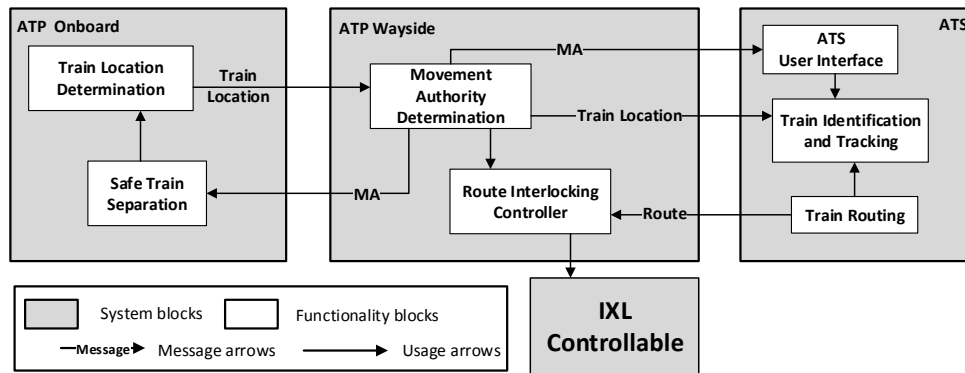 ATP Onboard
ATP Wayside
ATS
Train Location
Determination
Train
Location
Movement
Authority
Determination
MA
ATS
User Interface
Train Location
Train Identification
and Tracking
Safe Train
Separation
MA
Route Interlocking
Controller
Route
Train Routing
System blocks
Functionality blocks
Message
Message arrows
Usage arrows
IXL
Controllable